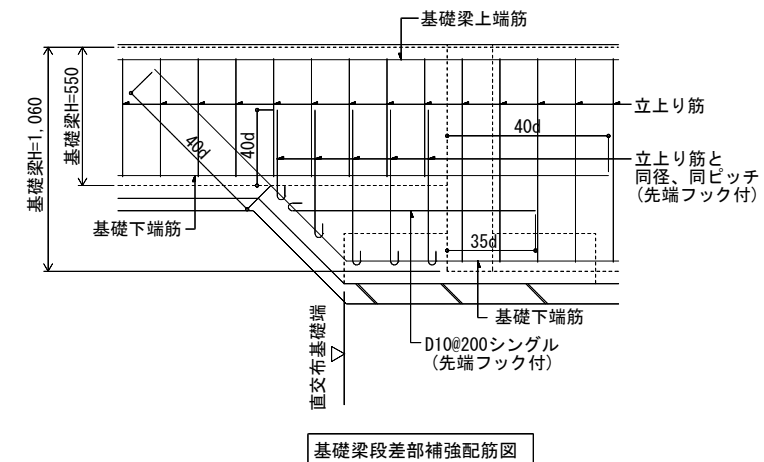 基礎梁上端筋
基礎梁H=1,060
基礎梁H=550
立上り筋
40d
40d
40d
立上り筋と
同径、同ピッチ
(先端フック付)
基礎下端筋
35d
基礎下端筋
D10@200シングル
(先端フック付)
直交布基礎端
基礎梁段差部補強配筋図